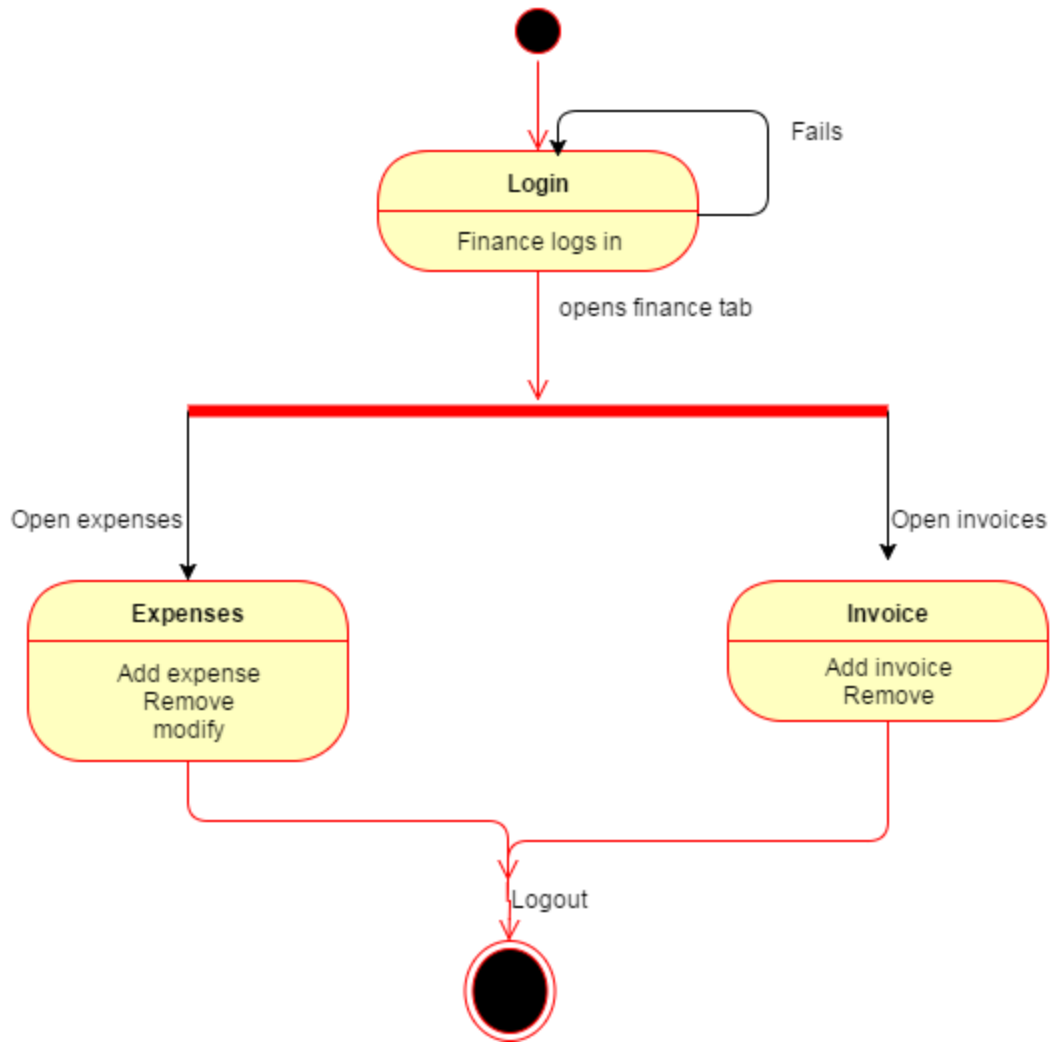 Fails
Login
Finance logs in
opens finance tab
Open expenses
Open invoices
Expenses
Add expense
Remove
modify
Invoice
Add invoice
Remove
Logout